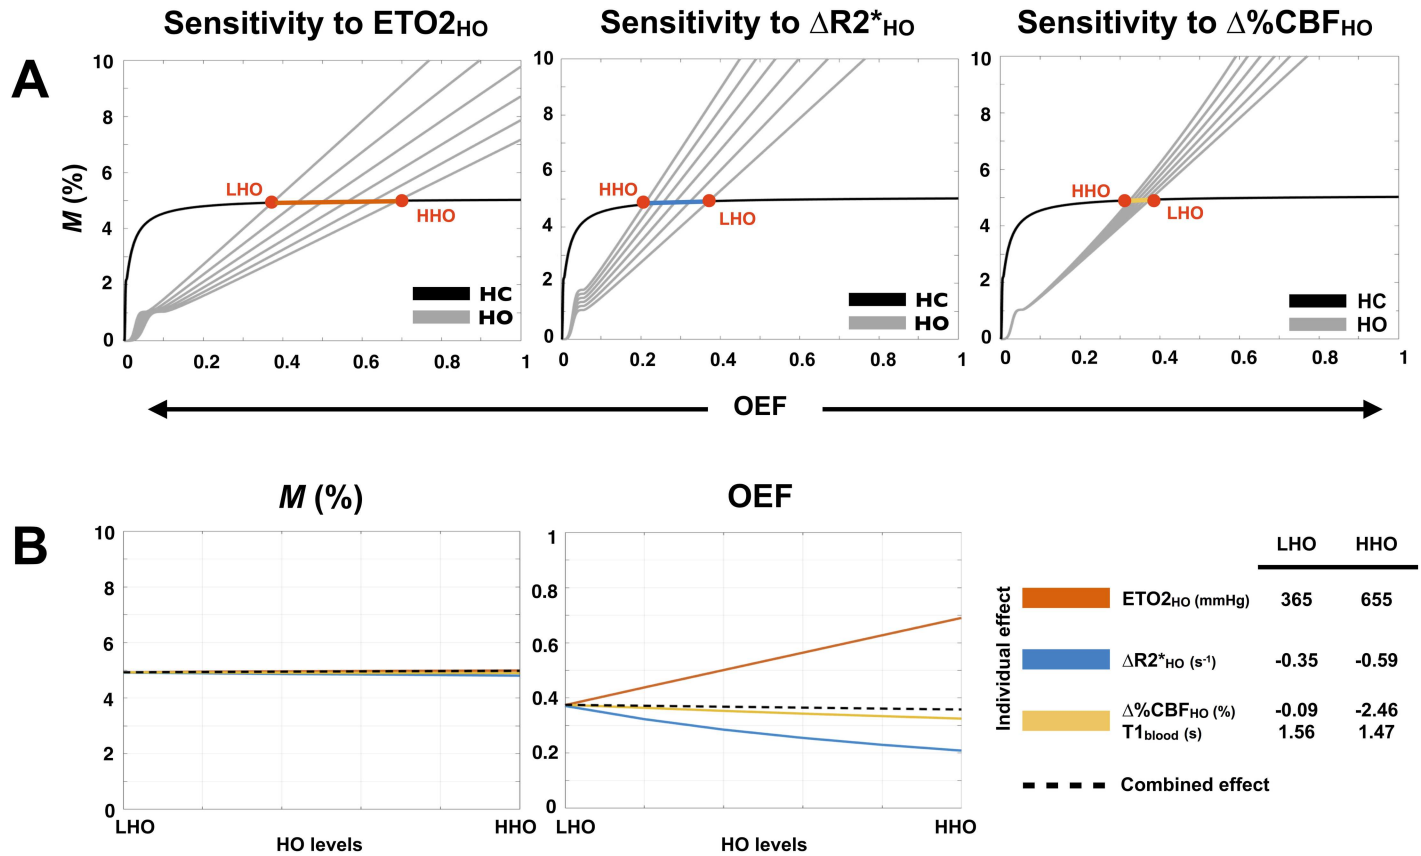 Sensitivity to ETO2HO
Sensitivity to ΔR2*HO
Sensitivity to Δ%CBFHO
A
M (%)
10
8
6
4
2
0
0
0.2
0.4
0.6
0.8
1
LHO
HHO
HC
HO
10
8
6
4
2
0
0
0.2
0.4
0.6
0.8
1
HHO
LHO
HC
HO
10
8
6
4
2
0
0
0.2
0.4
0.6
0.8
1
HHO
LHO
HC
HO
OEF
B
M (%)
10
8
6
4
2
0
LHO
HHO
HO levels
OEF
1
0.8
0.6
0.4
0.2
0
LHO
HHO
HO levels
LHO HHO
Individual effect
ETO2HO (mmHg) 365 655
ΔR2*HO (s-1) -0.35 -0.59
Δ%CBFHO (%) -0.09 -2.46
T1blood (s) 1.56 1.47
Combined effect